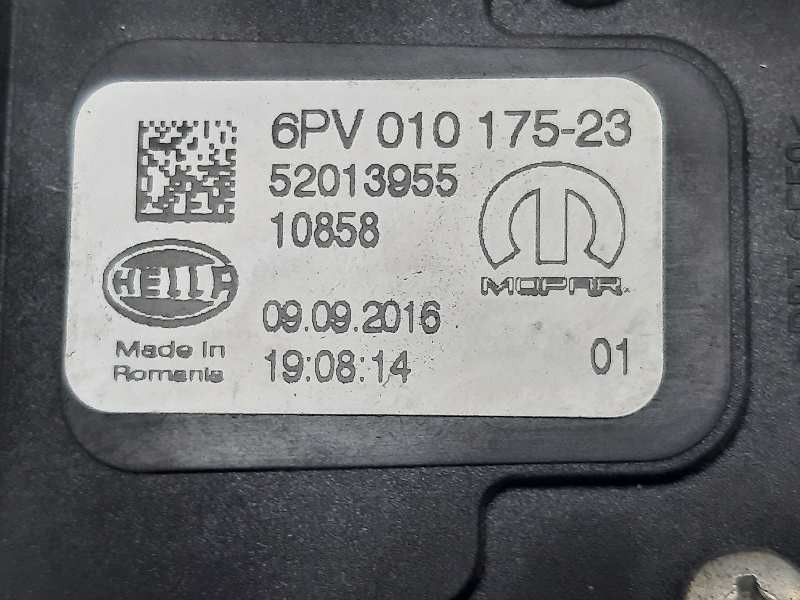 6PV 010 175-23
52013955
10858
HELLA
MOPAR
09.09.2016
Made in
Romania
19:08:14
01